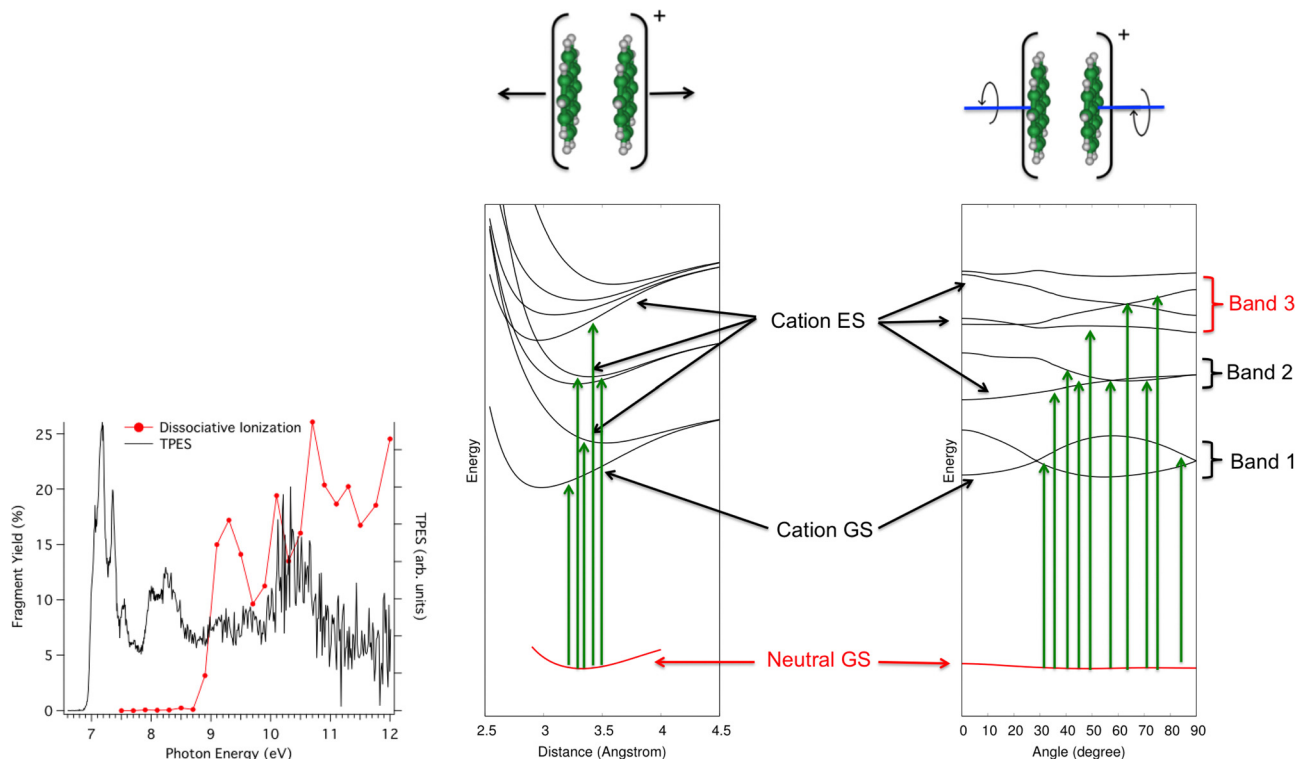 +
+
Dissociative Ionization
TPES
25
20
15
10
5
0
Fragment Yield (%)
TPES (arb. units)
7 8 9 10 11 12
Photon Energy (eV)
Energy
2.5 3 3.5 4 4.5
Distance (Angstrom)
Cation ES
Cation GS
Neutral GS
Energy
0 10 20 30 40 50 60 70 80 90
Angle (degree)
Band 3
Band 2
Band 1